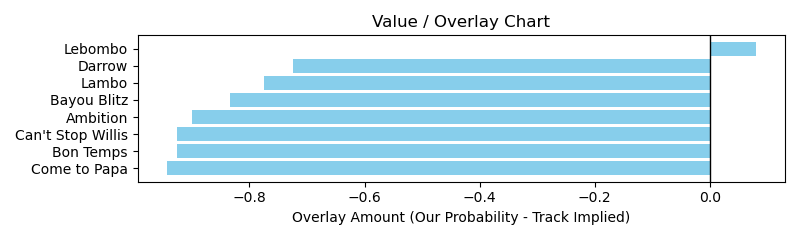 Value / Overlay Chart
Lebombo
Darrow
Lambo
Bayou Blitz
Ambition
Can't Stop Willis
Bon Temps
Come to Papa
−0.8 −0.6 −0.4 −0.2 0.0
Overlay Amount (Our Probability - Track Implied)